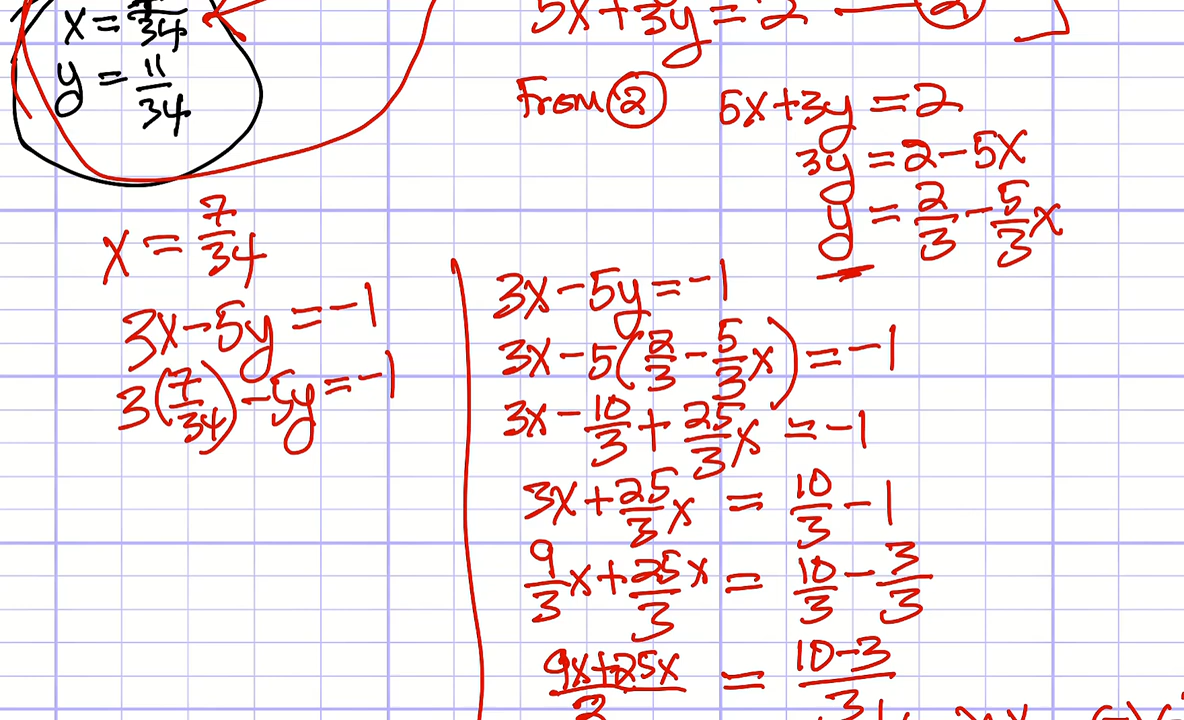 x = 7/34
y = 11/34
5x+3y = 2 — ②
From ② 5x+3y = 2
3y = 2-5x
y = 2/3 - 5/3 x
x = 7/34
3x-5y = -1
3(7/34) - 5y = -1
3x-5y = -1
3x-5(2/3 - 5/3 x) = -1
3x - 10/3 + 25/3 x = -1
3x + 25/3 x = 10/3 - 1
9/3 x + 25/3 x = 10/3 - 3/3
9x+25x/3 = 10-3/3